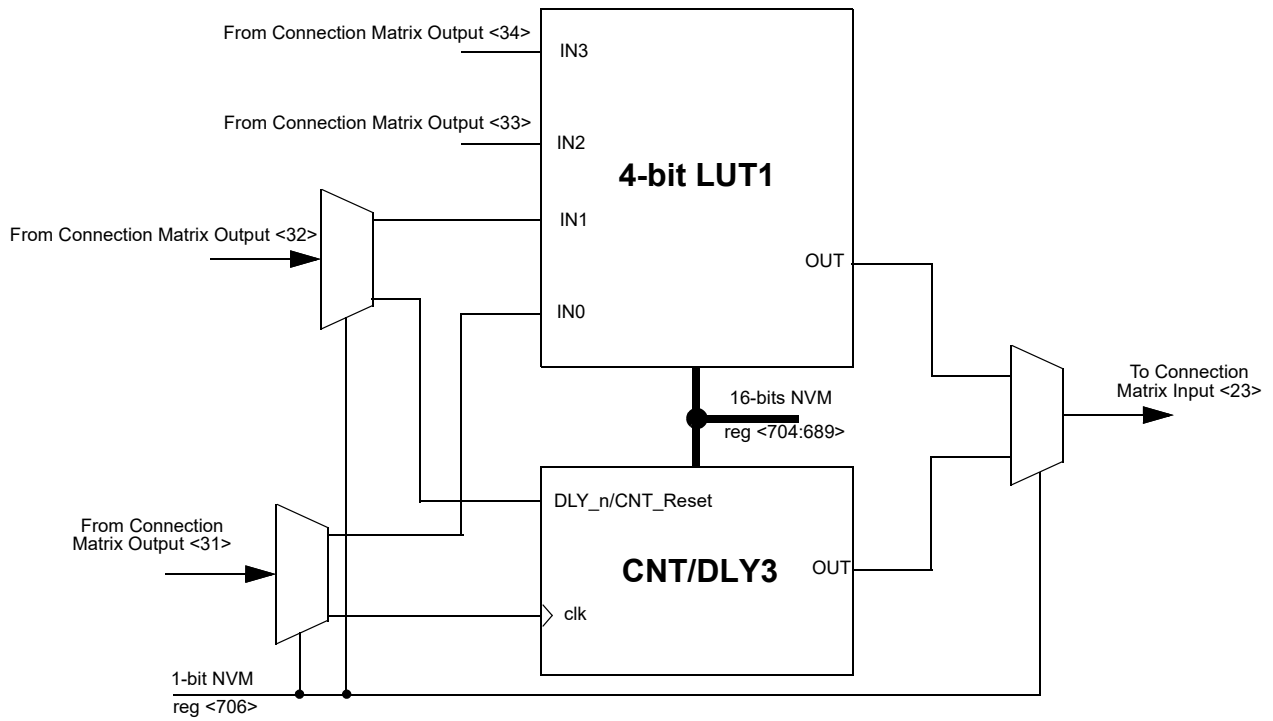 From Connection Matrix Output <34>
IN3
From Connection Matrix Output <33>
IN2
4-bit LUT1
IN1
From Connection Matrix Output <32>
OUT
IN0
To Connection
Matrix Input <23>
16-bits NVM
reg <704:689>
DLY_n/CNT_Reset
From Connection
Matrix Output <31>
CNT/DLY3
OUT
clk
1-bit NVM
reg <706>